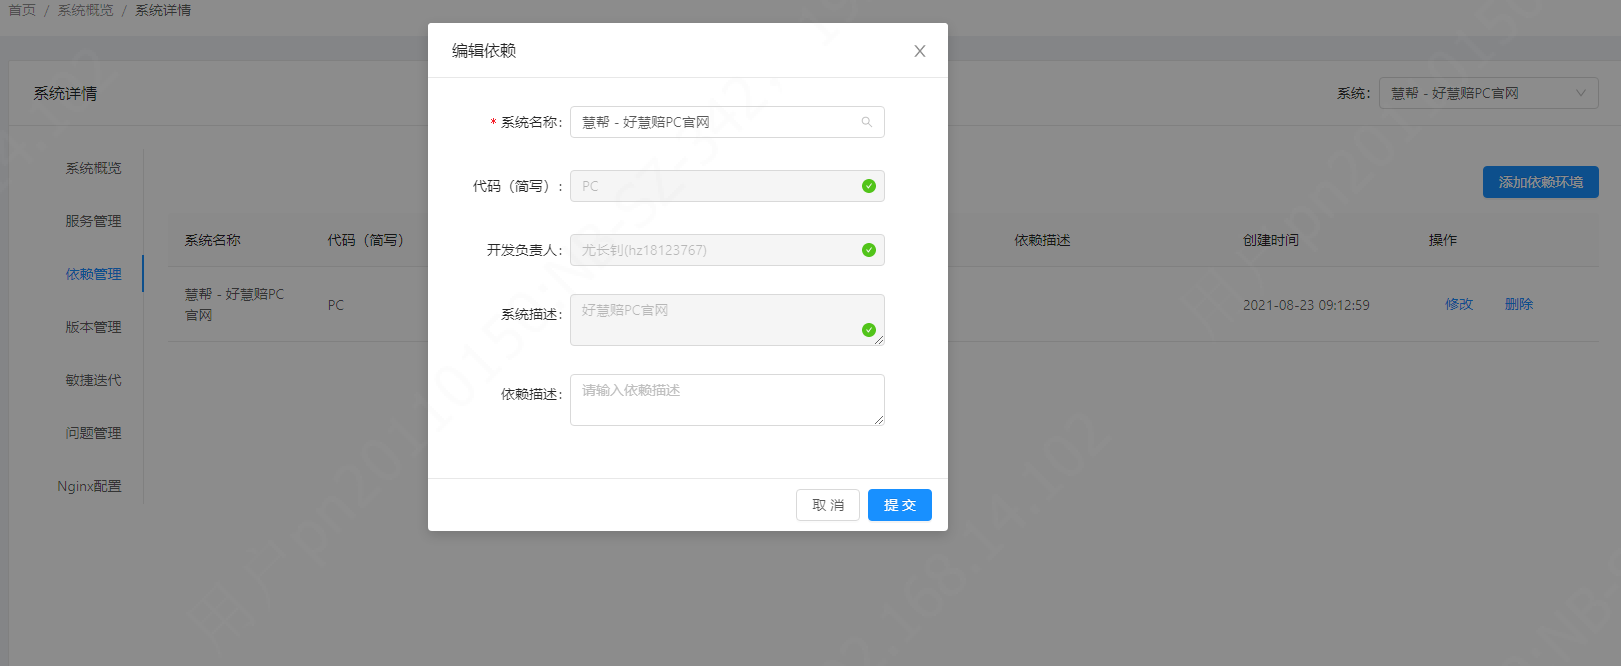 首页 / 系统概览 / 系统详情
系统详情
系统: 慧帮 - 好慧赔PC官网
系统概览
服务管理
依赖管理
版本管理
敏捷迭代
问题管理
Nginx配置
添加依赖环境
系统名称 代码（简写） 依赖描述 创建时间 操作
慧帮 - 好慧赔PC
官网
PC
2021-08-23 09:12:59 修改 删除
编辑依赖
* 系统名称: 慧帮 - 好慧赔PC官网
代码（简写）: PC
开发负责人: 尤长钊(hz18123767)
系统描述: 好慧赔PC官网
依赖描述: 请输入依赖描述
取 消 提 交